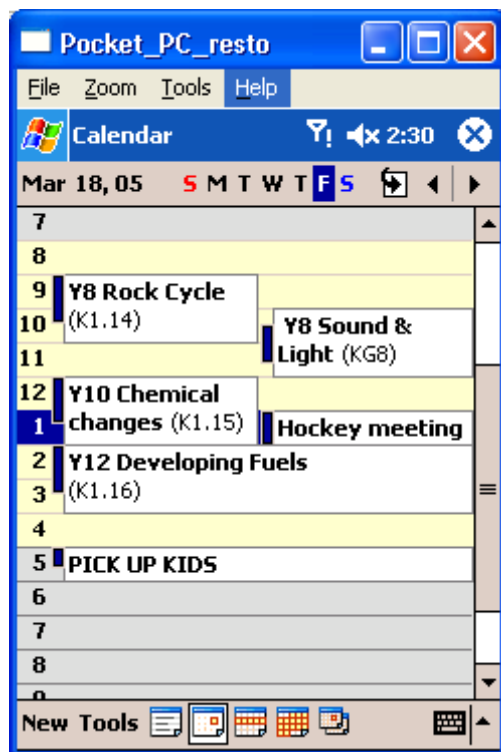 Pocket_PC_resto
File Zoom Tools Help
Calendar 2:30
Mar 18, 05 S M T W T F S
7
8
9 Y8 Rock Cycle
10 (K1.14) Y8 Sound &
11 Light (KG8)
12 Y10 Chemical
1 changes (K1.15) Hockey meeting
2 Y12 Developing Fuels
3 (K1.16)
4
5 PICK UP KIDS
6
7
8
9
New Tools